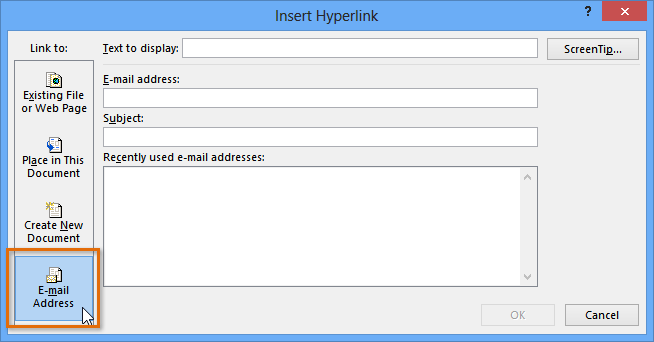 Insert Hyperlink
?
Link to:
Text to display:
ScreenTip...
Existing File
or Web Page
Place in This
Document
Create New
Document
E-mail
Address
E-mail address:
Subject:
Recently used e-mail addresses:
OK
Cancel